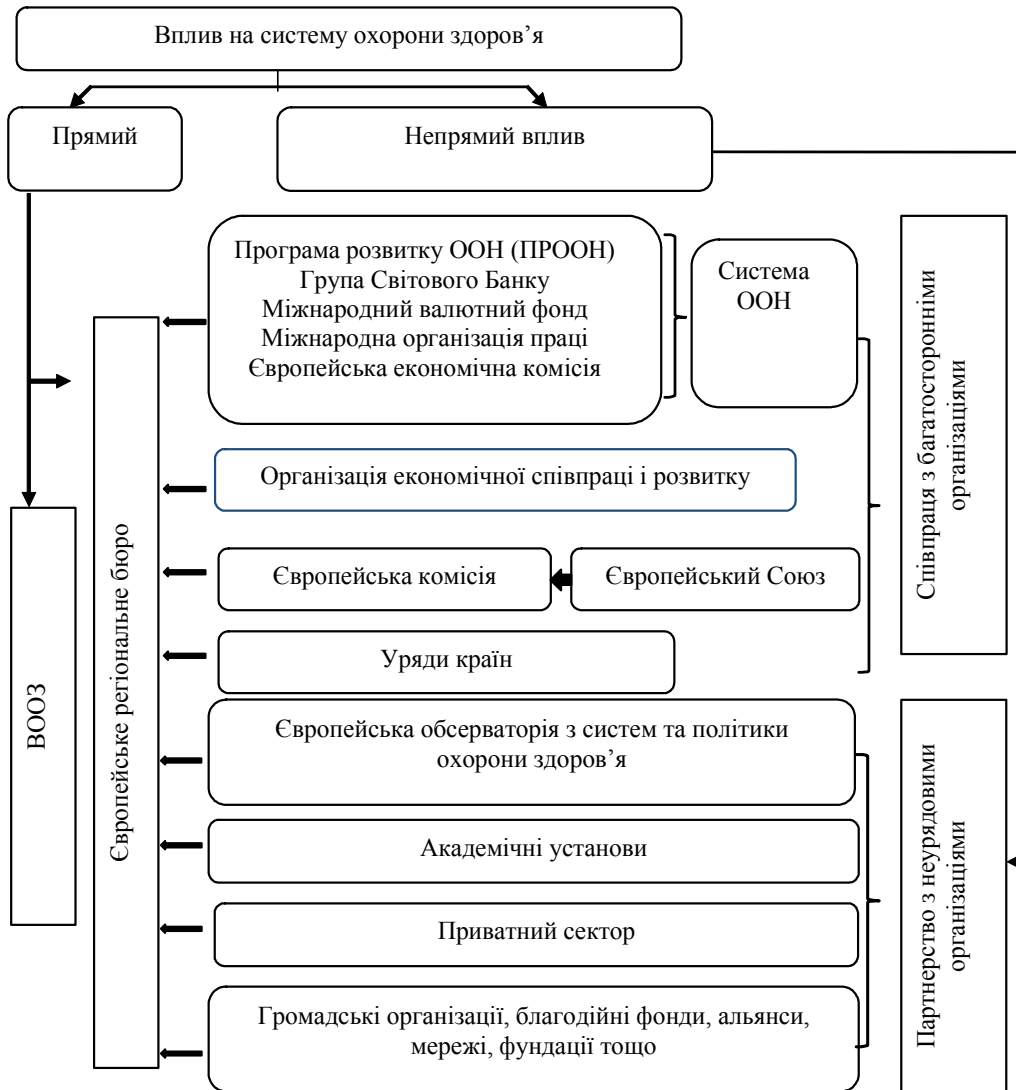 Вплив на систему охорони здоров’я
Прямий
Непрямий вплив
Програма розвитку ООН (ПРООН)
Група Світового Банку
Міжнародний валютний фонд
Міжнародна організація праці
Європейська економічна комісія
Система
ООН
Співпраця з багатосторонніми
організаціями
Організація економічної співпраці і розвитку
Європейське регіональне бюро
ВООЗ
Європейська комісія
Європейський Союз
Уряди країн
Європейська обсерваторія з систем та політики
охорони здоров’я
Академічні установи
Приватний сектор
Громадські організації, благодійні фонди, альянси,
мережі, фундації тощо
Партнерство з неурядовими
організаціями